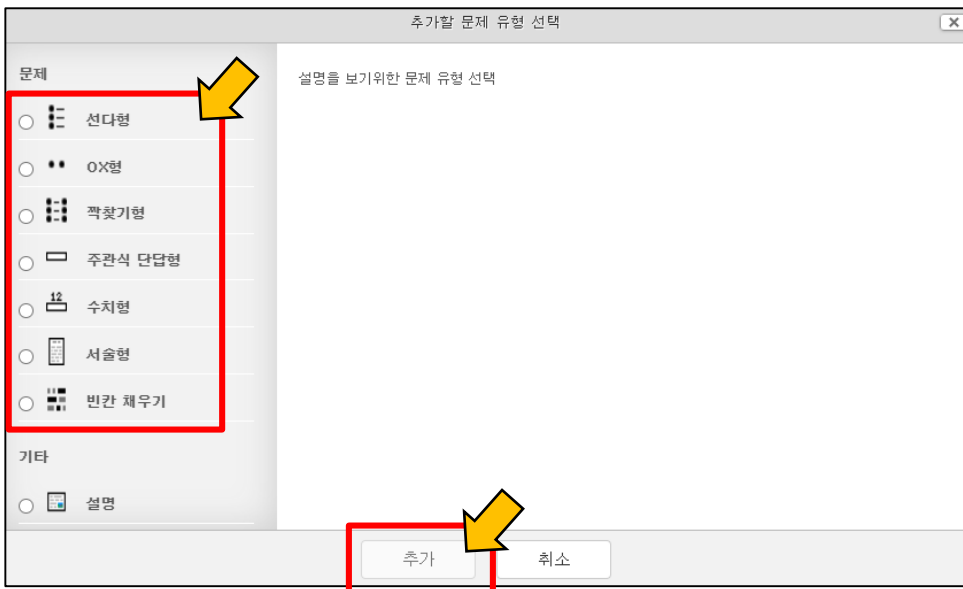 추가할 문제 유형 선택
문제
설명을 보기위한 문제 유형 선택
선다형
OX형
짝찾기형
주관식 단답형
12
수치형
서술형
빈칸 채우기
기타
설명
추가
취소